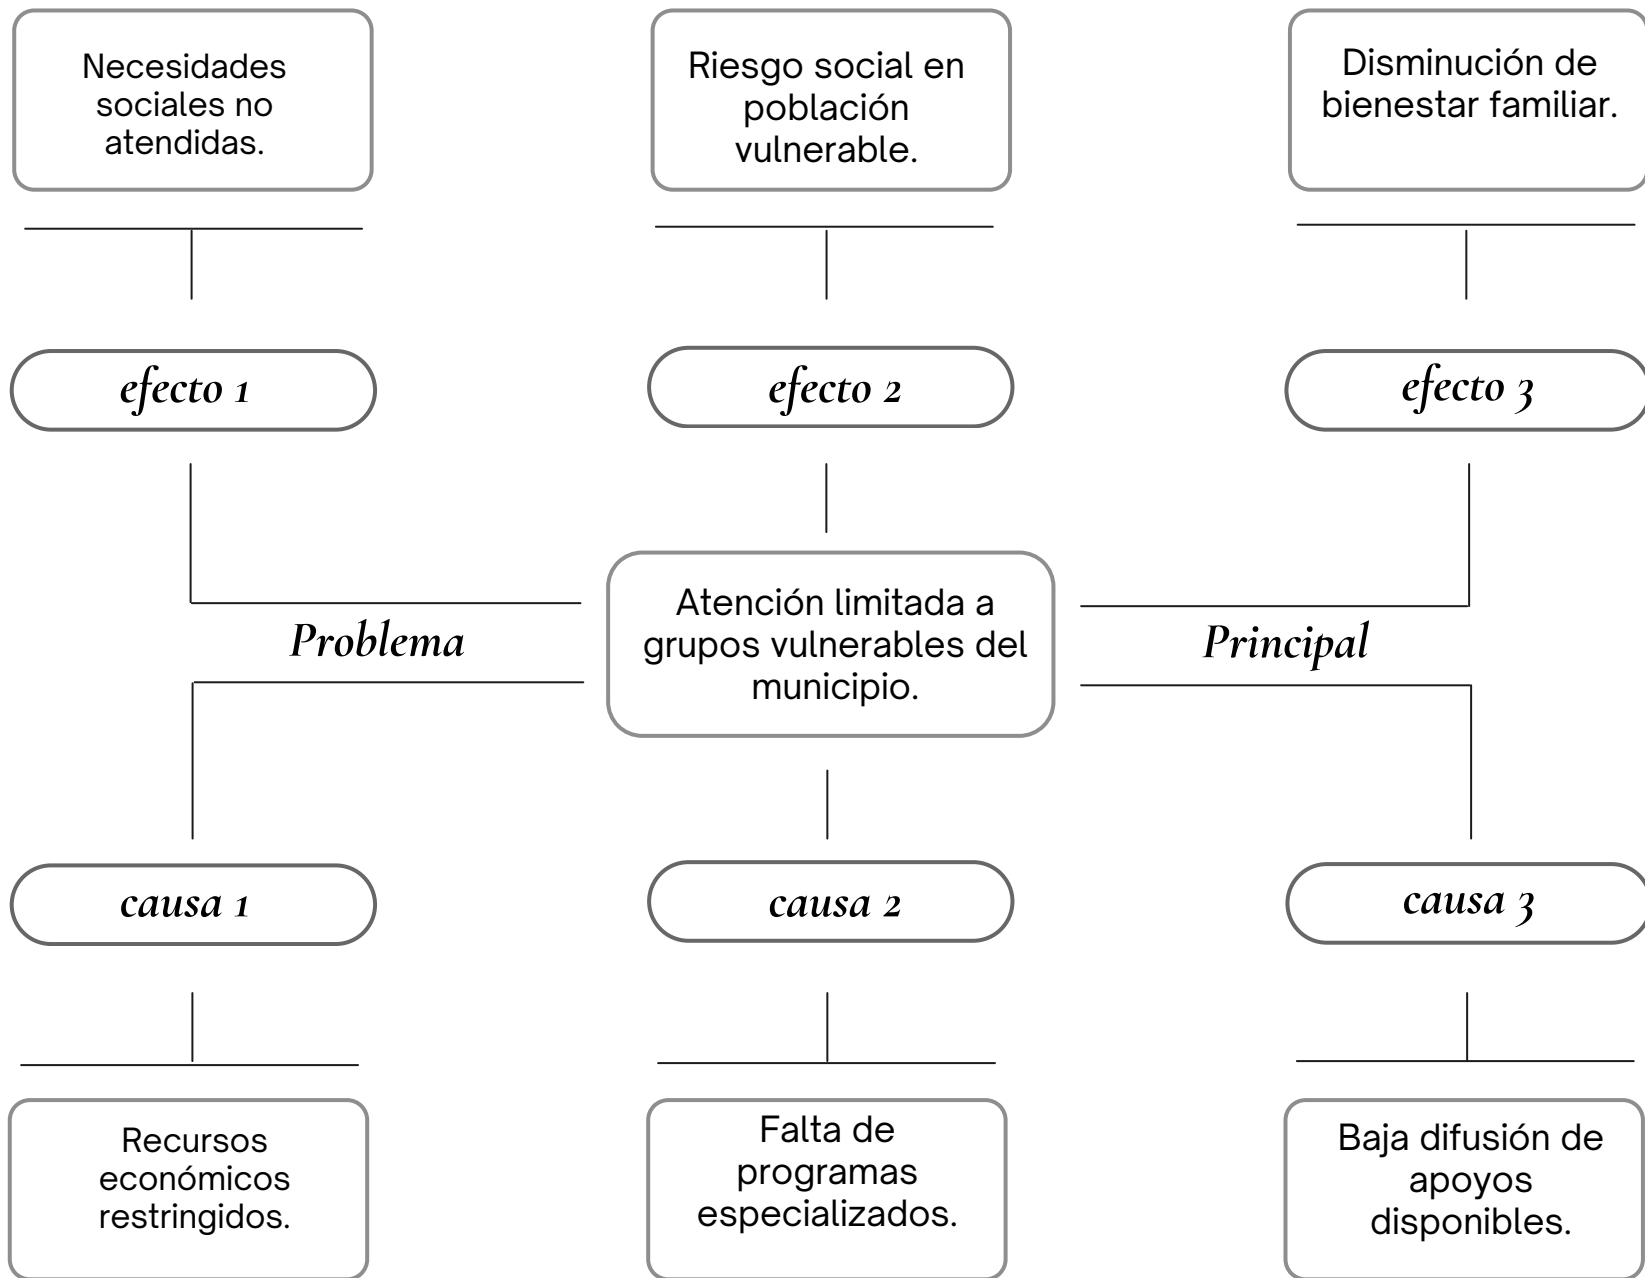 Necesidades
sociales no
atendidas.
Riesgo social en
población
vulnerable.
Disminución de
bienestar familiar.
efecto 1
efecto 2
efecto 3
Problema
Atención limitada a
grupos vulnerables del
municipio.
Principal
causa 1
causa 2
causa 3
Recursos
económicos
restringidos.
Falta de
programas
especializados.
Baja difusión de
apoyos
disponibles.